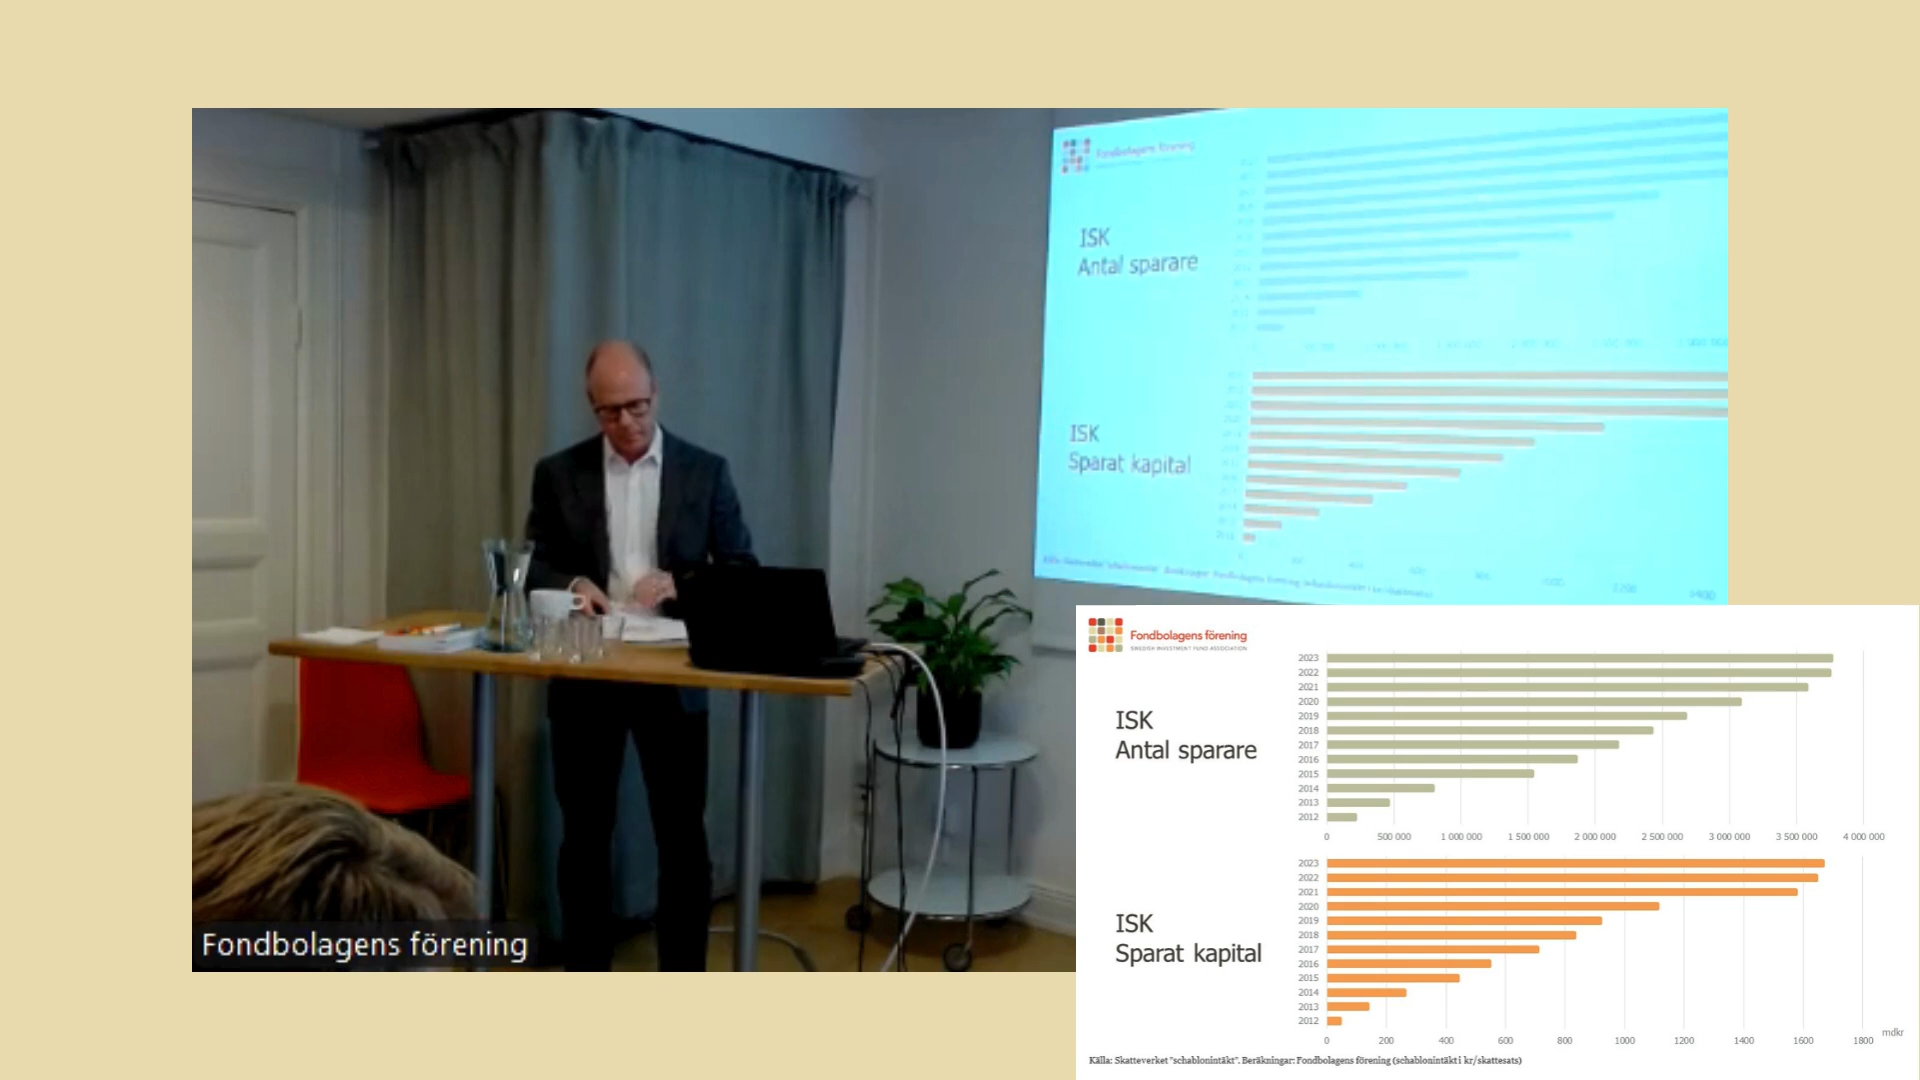 Fondbolagens förening
ISK
Antal sparare
ISK
Sparat kapital
Fondbolagens förening
Fondbolagens förening
SWEDISH INVESTMENT FUND ASSOCIATION
ISK
Antal sparare
2023
2022
2021
2020
2019
2018
2017
2016
2015
2014
2013
2012
0 500 000 1 000 000 1 500 000 2 000 000 2 500 000 3 000 000 3 500 000 4 000 000
ISK
Sparat kapital
2023
2022
2021
2020
2019
2018
2017
2016
2015
2014
2013
2012
mdkr
0 200 400 600 800 1000 1200 1400 1600 1800
Källa: Skatteverket "schablonintäkt". Beräkningar: Fondbolagens förening (schablonintäkt i kr/skattesats)